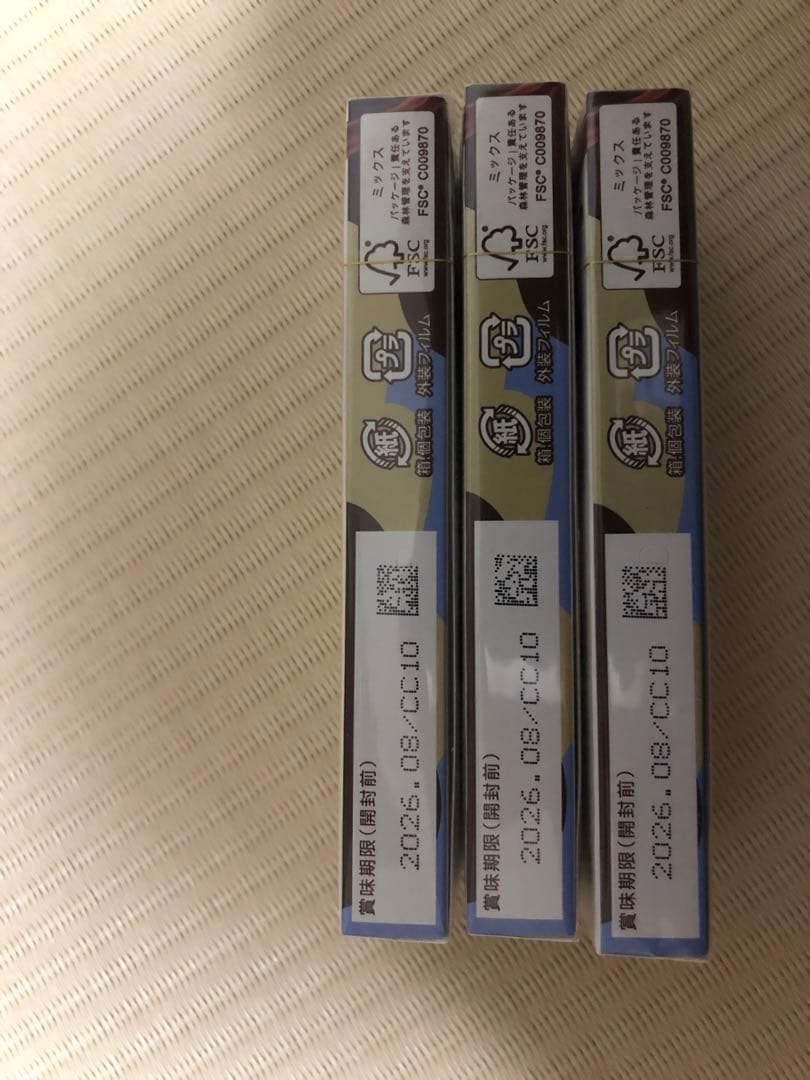 ミックス
パッケージ | 責任ある
森林管理を支えています
FSC® C009870
FSC
www.fsc.org
プラ
外装フィルム
紙
箱・個包装
賞味期限(開封前)
2026.08/CC10
ミックス
パッケージ | 責任ある
森林管理を支えています
FSC® C009870
FSC
www.fsc.org
プラ
外装フィルム
紙
箱・個包装
賞味期限(開封前)
2026.08/CC10
ミックス
パッケージ | 責任ある
森林管理を支えています
FSC® C009870
FSC
www.fsc.org
プラ
外装フィルム
紙
箱・個包装
賞味期限(開封前)
2026.08/CC10